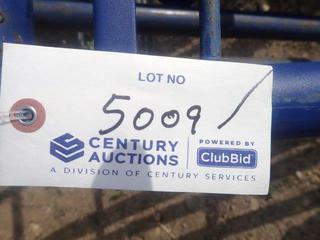 LOT NO
5009
CENTURY AUCTIONS
POWERED BY
ClubBid
A DIVISION OF CENTURY SERVICES